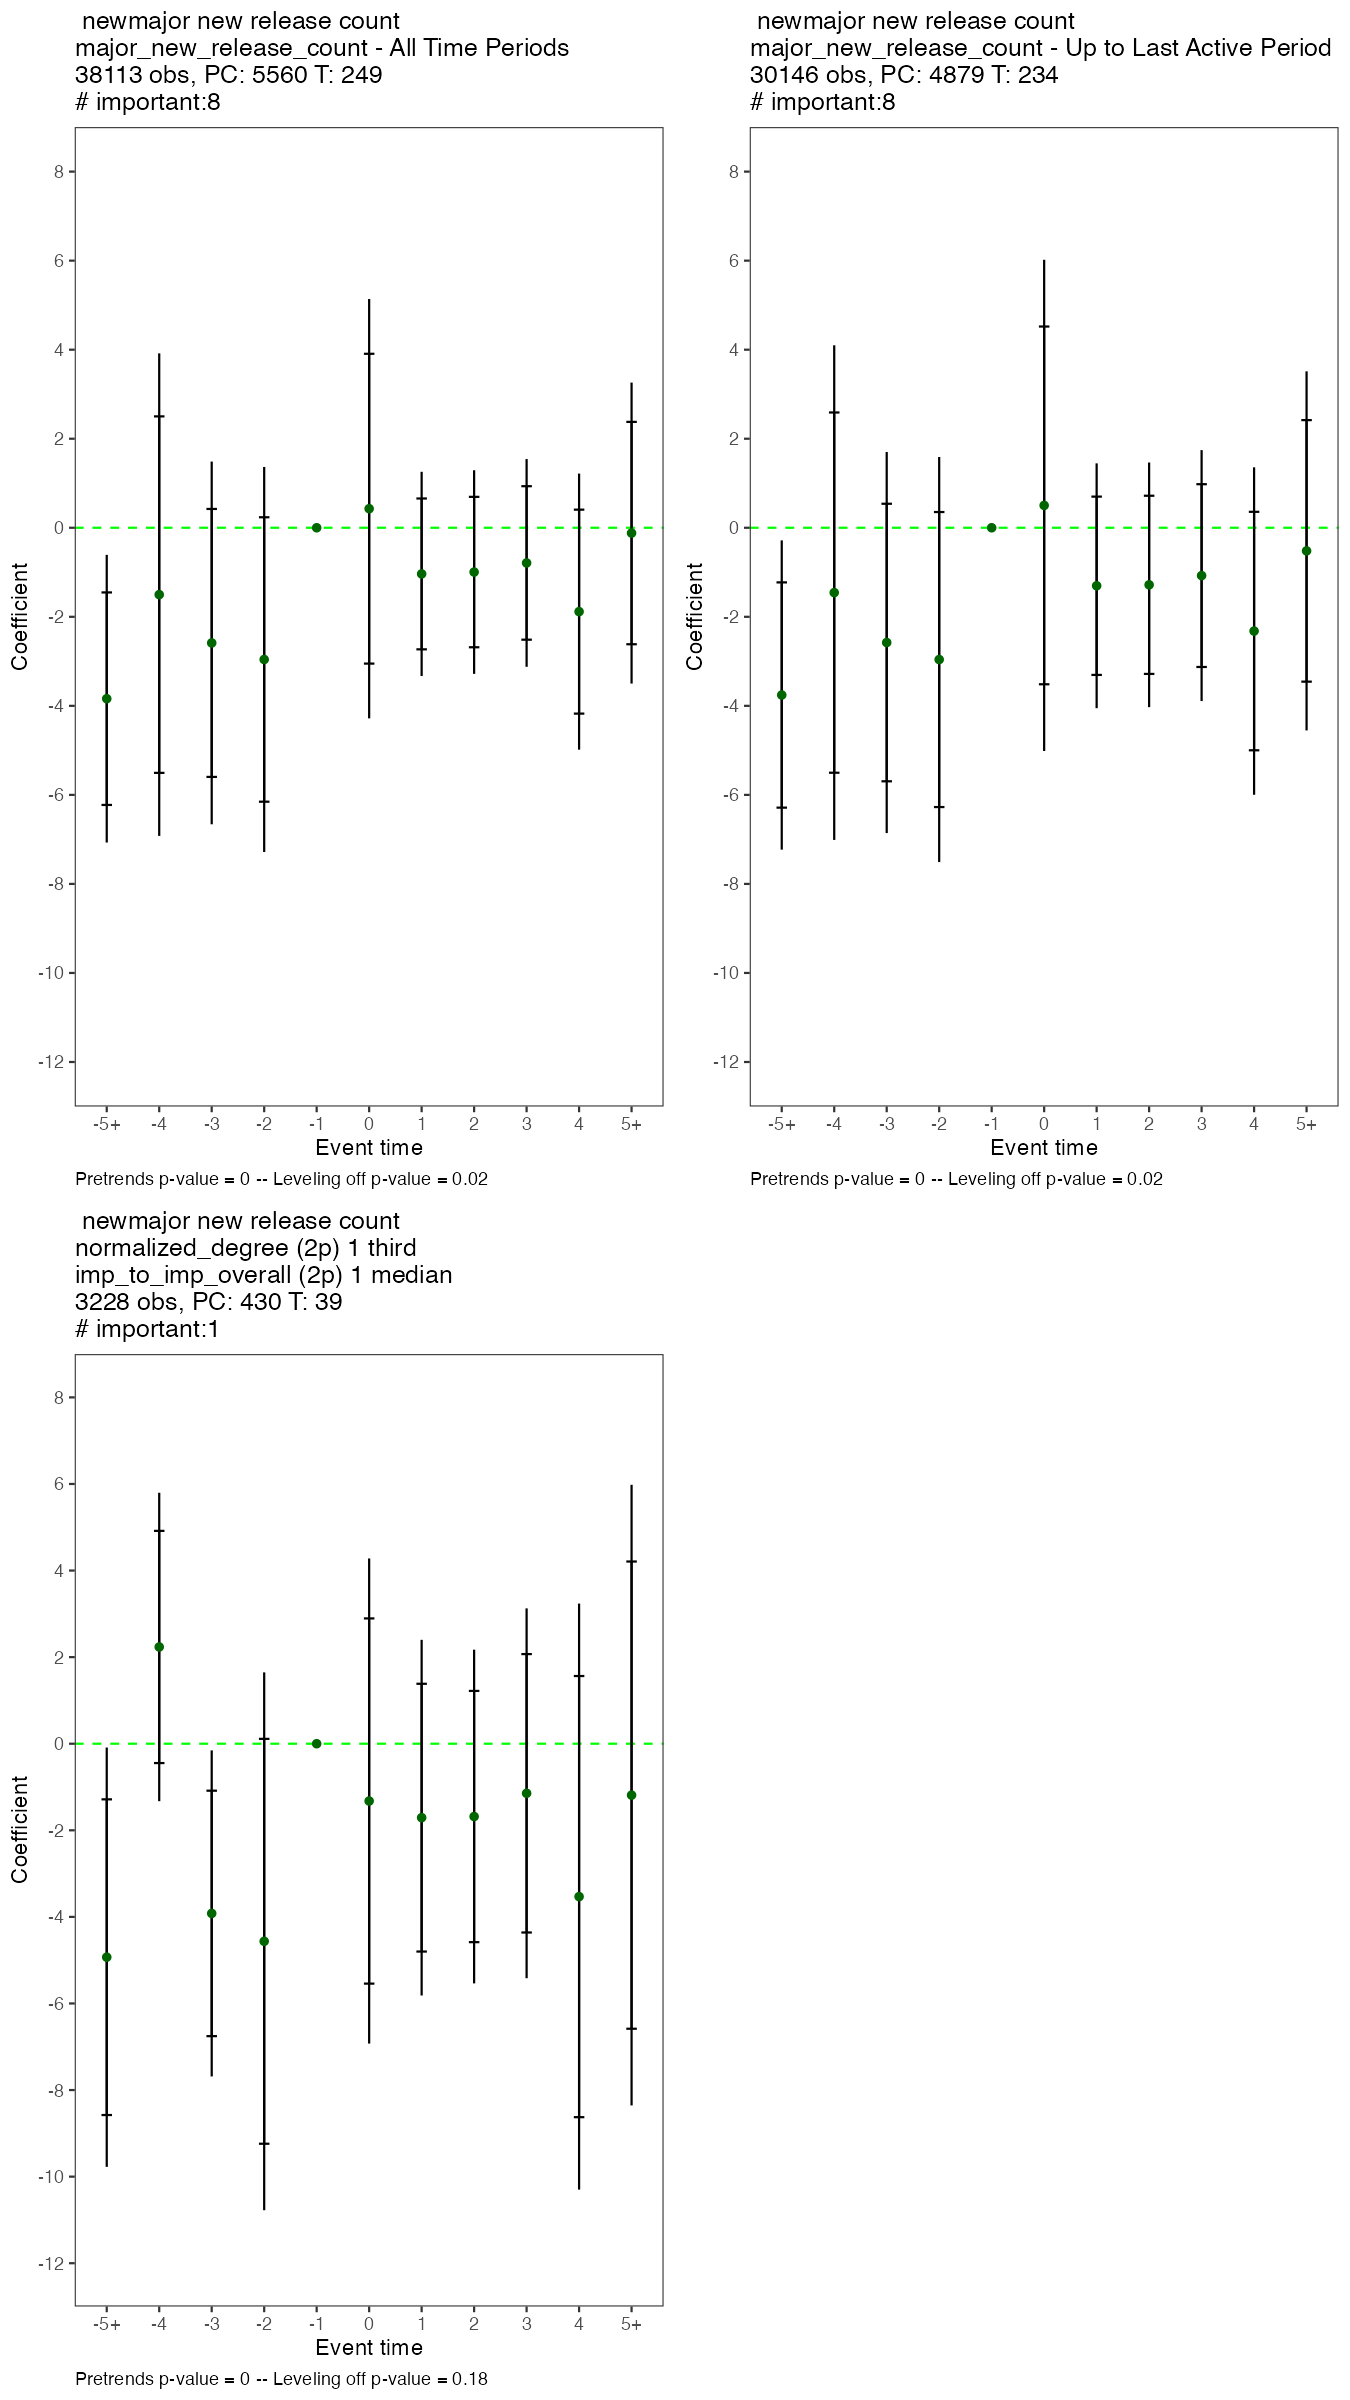 newmajor new release count
major_new_release_count - All Time Periods
38113 obs, PC: 5560 T: 249
# important:8
8
6
4
2
0
-2
-4
-6
-8
-10
-12
Coefficient
-5+ -4 -3 -2 -1 0 1 2 3 4 5+
Event time
Pretrends p-value = 0 -- Leveling off p-value = 0.02
newmajor new release count
major_new_release_count - Up to Last Active Period
30146 obs, PC: 4879 T: 234
# important:8
8
6
4
2
0
-2
-4
-6
-8
-10
-12
Coefficient
-5+ -4 -3 -2 -1 0 1 2 3 4 5+
Event time
Pretrends p-value = 0 -- Leveling off p-value = 0.02
newmajor new release count
normalized_degree (2p) 1 third
imp_to_imp_overall (2p) 1 median
3228 obs, PC: 430 T: 39
# important:1
8
6
4
2
0
-2
-4
-6
-8
-10
-12
Coefficient
-5+ -4 -3 -2 -1 0 1 2 3 4 5+
Event time
Pretrends p-value = 0 -- Leveling off p-value = 0.18